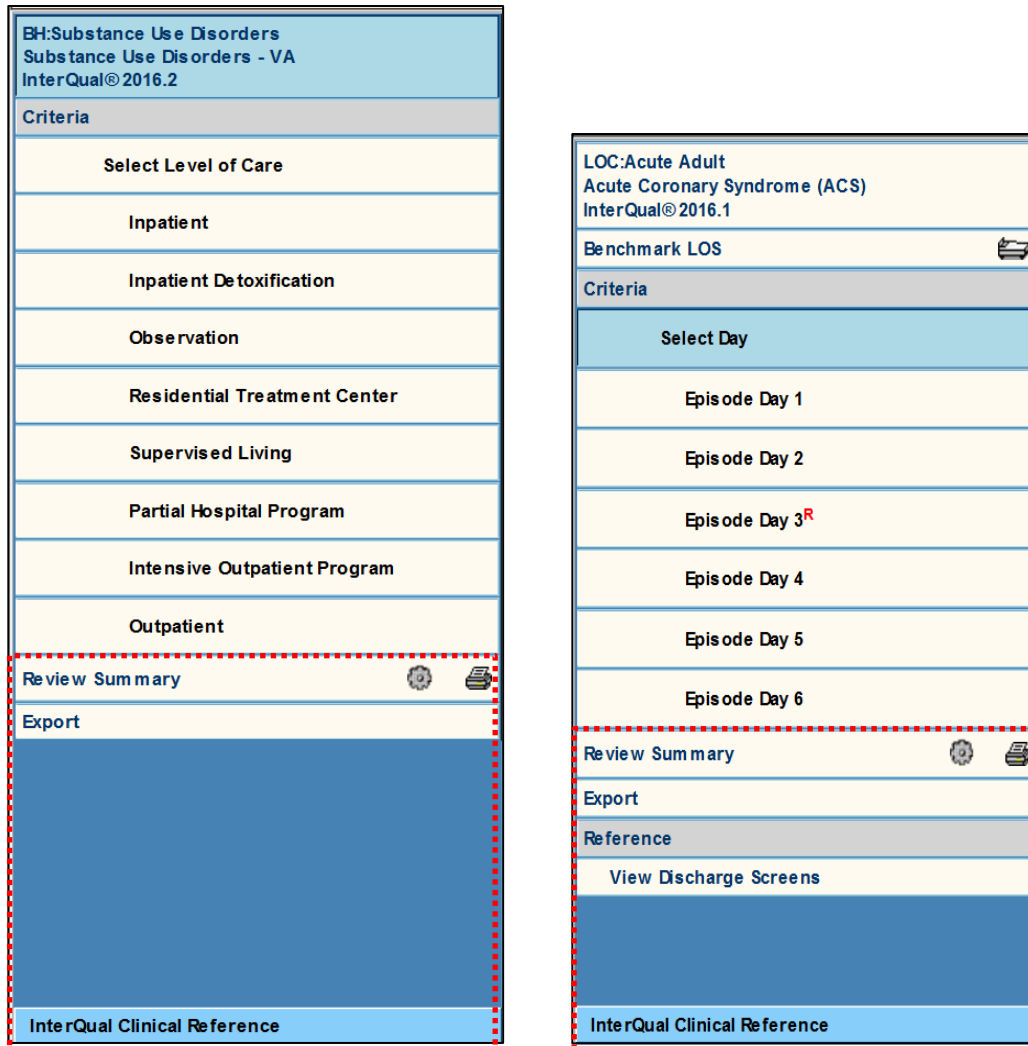 BH:Substance Use Disorders
Substance Use Disorders - VA
InterQual® 2016.2
Criteria
Select Level of Care
Inpatient
Inpatient Detoxification
Observation
Residential Treatment Center
Supervised Living
Partial Hospital Program
Intensive Outpatient Program
Outpatient
Review Summary
Export
InterQual Clinical Reference
LOC:Acute Adult
Acute Coronary Syndrome (ACS)
InterQual® 2016.1
Benchmark LOS
Criteria
Select Day
Episode Day 1
Episode Day 2
Episode Day 3R
Episode Day 4
Episode Day 5
Episode Day 6
Review Summary
Export
Reference
View Discharge Screens
InterQual Clinical Reference